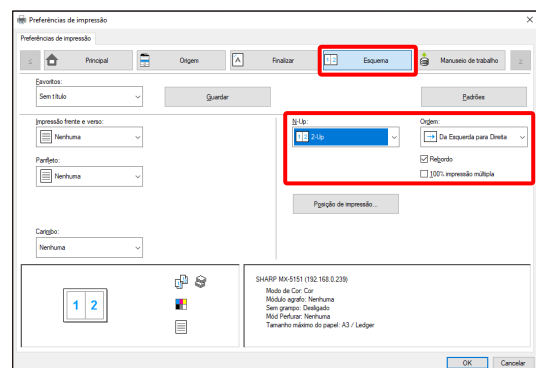 Preferências de impressão
Preferências de impressão
Principal
Origem
Finalizar
Esquema
Manuseio de trabalho
Favoritos:
Sem título
Guardar
Padrões
Impressão frente e verso:
Nenhuma
N-Up:
2-Up
Ordem:
Da Esquerda para Direita
Rebordo
100% impressão múltipla
Panfleto:
Nenhuma
Posição de impressão...
Carimbo:
Nenhuma
1 2
SHARP MX-5151 (192.168.0.239)
Modo de Cor: Cor
Módulo agrafo: Nenhuma
Sem grampo: Desligado
Mód Perfurar: Nenhuma
Tamanho máximo do papel: A3 / Ledger
OK
Cancelar